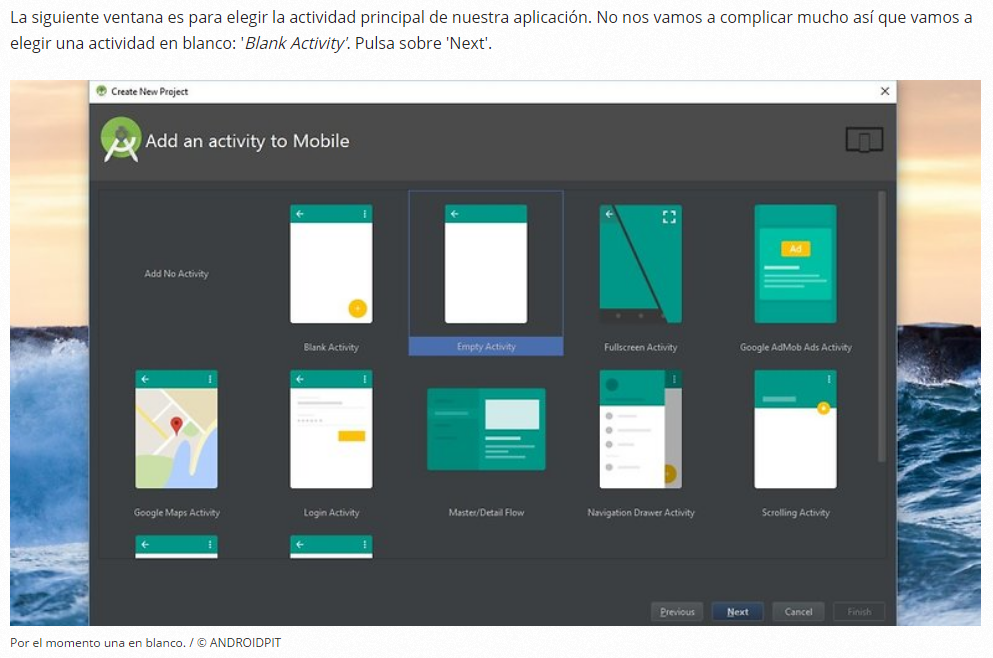 La siguiente ventana es para elegir la actividad principal de nuestra aplicación. No nos vamos a complicar mucho así que vamos a
elegir una actividad en blanco: 'Blank Activity'. Pulsa sobre 'Next'.
Create New Project
Add an activity to Mobile
Add No Activity
Blank Activity
Empty Activity
Fullscreen Activity
Ad
Google AdMob Ads Activity
Google Maps Activity
Login Activity
Master/Detail Flow
Navigation Drawer Activity
Scrolling Activity
Previous
Next
Cancel
Finish
Por el momento una en blanco. / © ANDROIDPIT